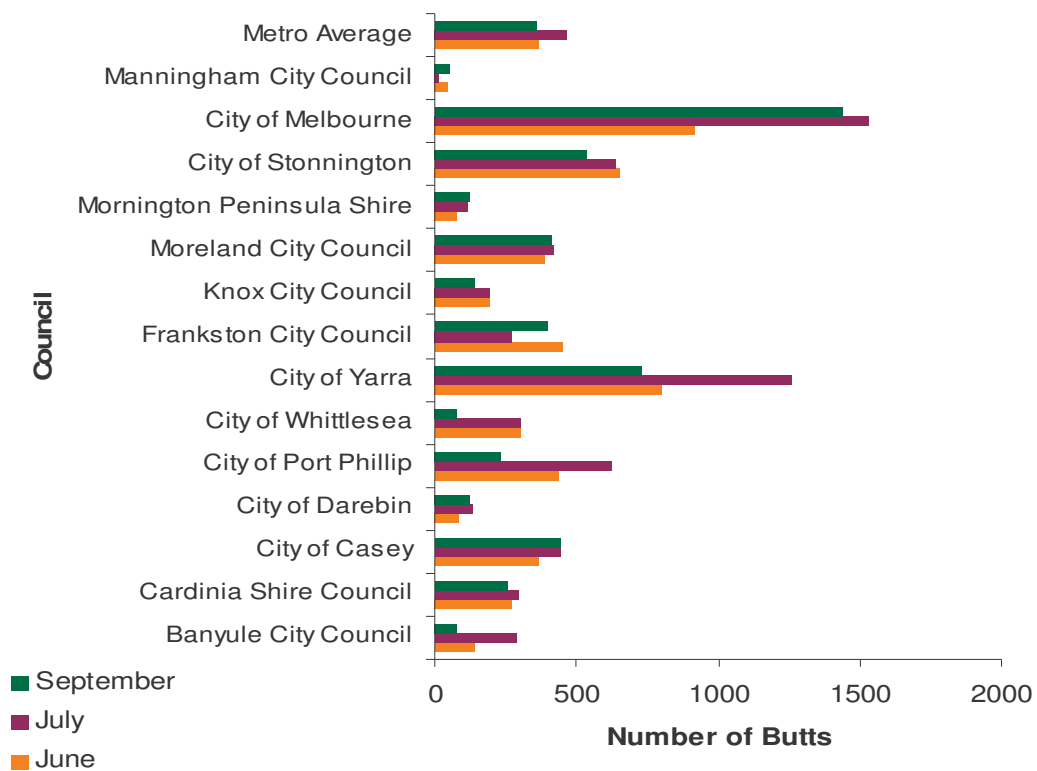 Metro Average
Manningham City Council
City of Melbourne
City of Stonnington
Mornington Peninsula Shire
Moreland City Council
Knox City Council
Frankston City Council
City of Yarra
City of Whittlesea
City of Port Phillip
City of Darebin
City of Casey
Cardinia Shire Council
Banyule City Council
Council
0 500 1000 1500 2000
Number of Butts
September
July
June